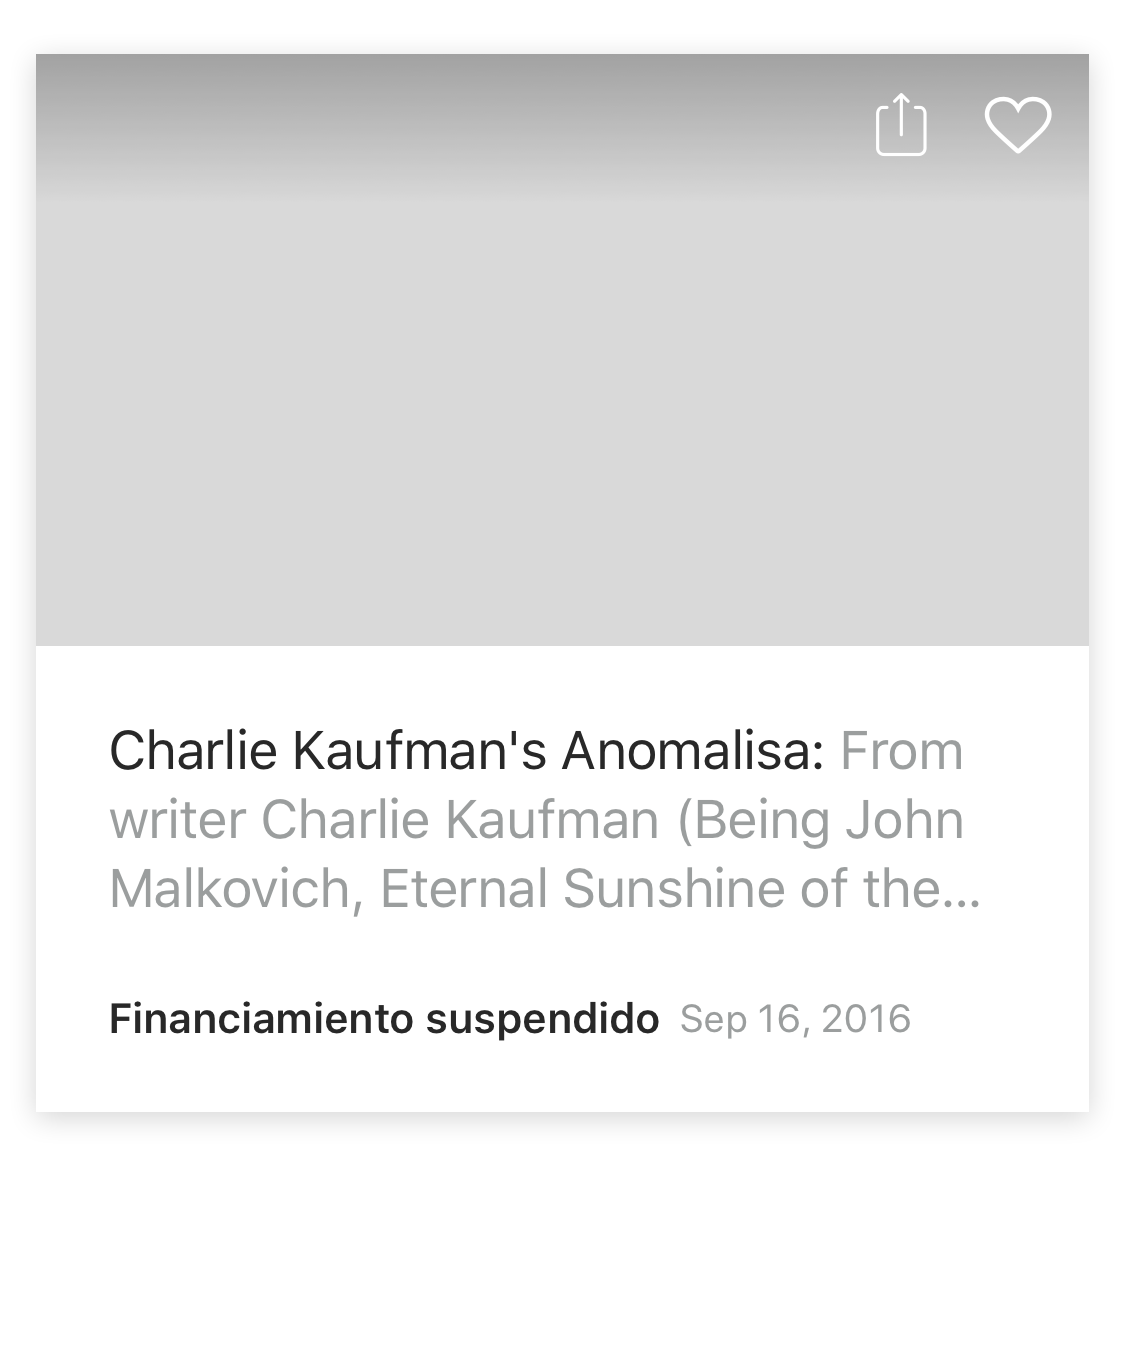 Charlie Kaufman's Anomalisa: From
writer Charlie Kaufman (Being John
Malkovich, Eternal Sunshine of the...
Financiamiento suspendido Sep 16, 2016